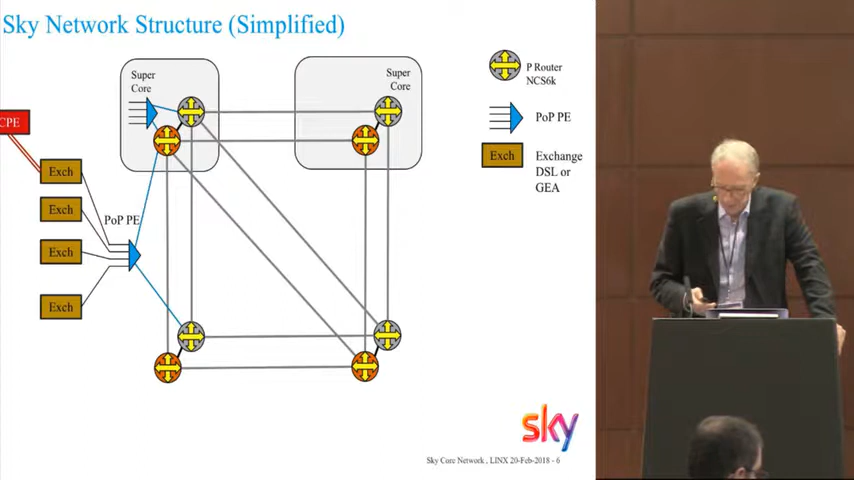 Sky Network Structure (Simplified)
Super
Core
Super
Core
P Router
NCS6k
PoP PE
Exch
Exchange
DSL or
GEA
CPE
Exch
Exch
PoP PE
Exch
Exch
sky
Sky Core Network , LINX 20-Feb-2018 - 6